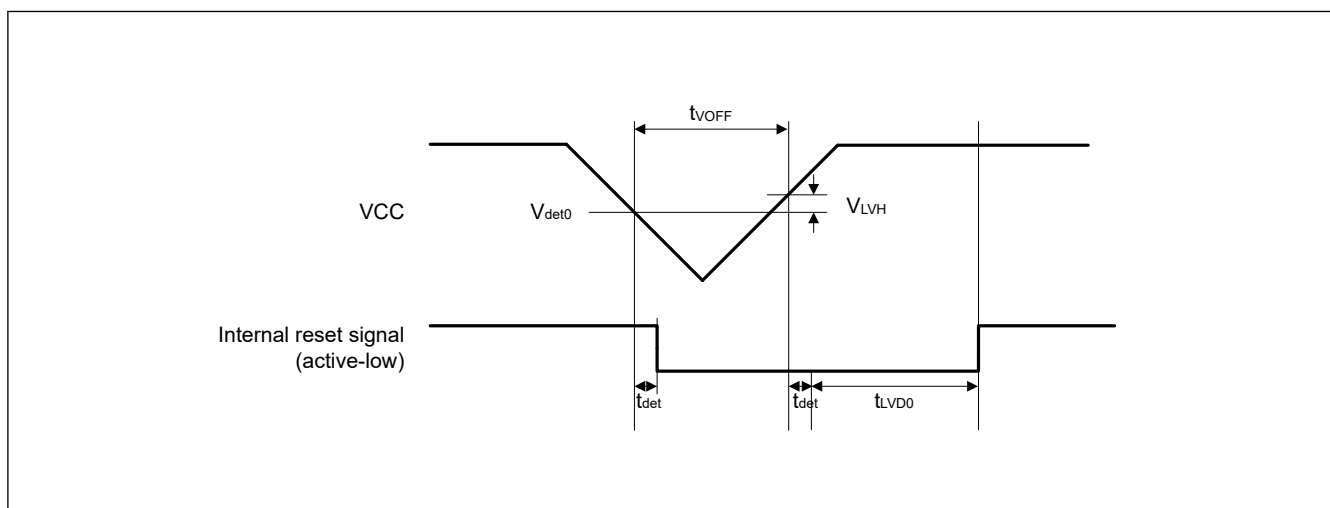 tVOFF
VCC
Vdet0
VLVH
Internal reset signal
(active-low)
tdet
tdet
tLVD0